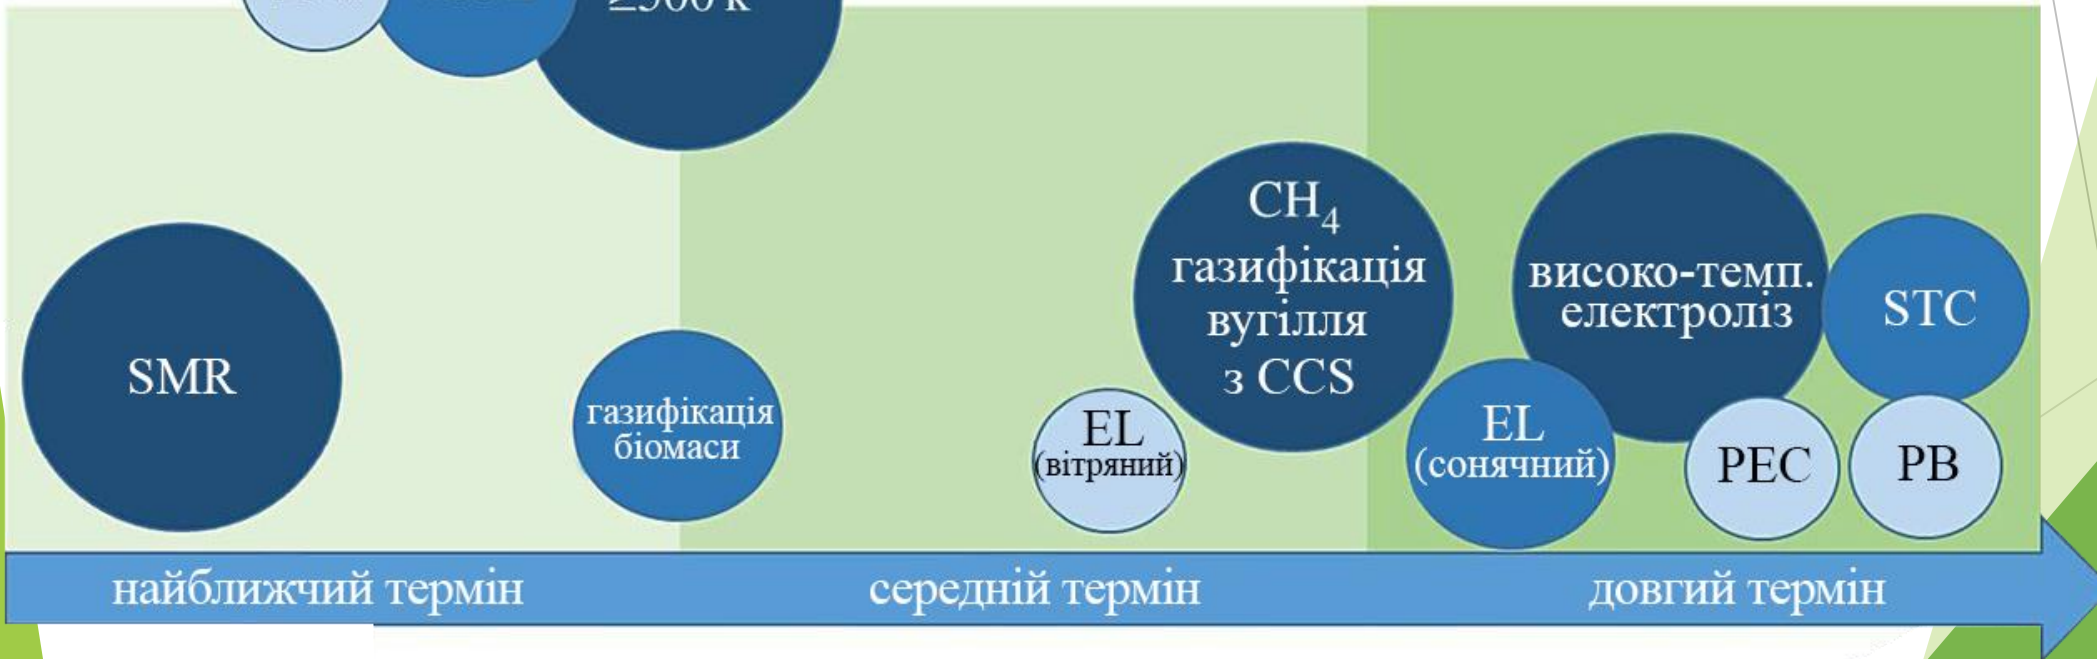 ≥500 k
SMR
газифікація
біомаси
EL
(вітряний)
CH₄
газифікація
вугілля
з CCS
EL
(сонячний)
високо-темп.
електроліз
STC
PEC
PB
найближчий термін
середній термін
довгий термін